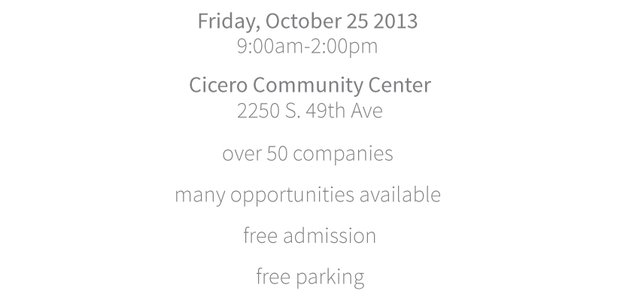 Friday, October 25 2013
9:00am-2:00pm
Cicero Community Center
2250 S. 49th Ave
over 50 companies
many opportunities available
free admission
free parking